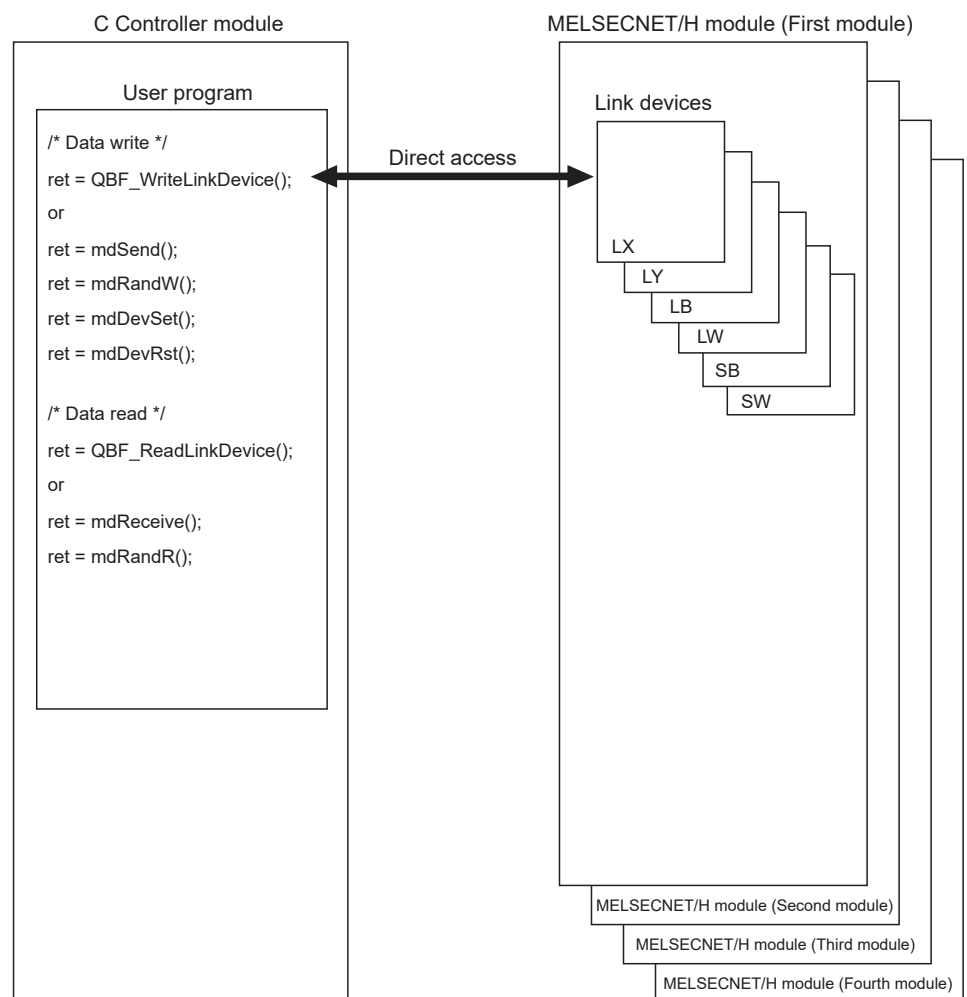 C Controller module
User program
/* Data write */
ret = QBF_WriteLinkDevice();
or
ret = mdSend();
ret = mdRandW();
ret = mdDevSet();
ret = mdDevRst();
/* Data read */
ret = QBF_ReadLinkDevice();
or
ret = mdReceive();
ret = mdRandR();
Direct access
MELSECNET/H module (First module)
Link devices
LX
LY
LB
LW
SB
SW
MELSECNET/H module (Second module)
MELSECNET/H module (Third module)
MELSECNET/H module (Fourth module)